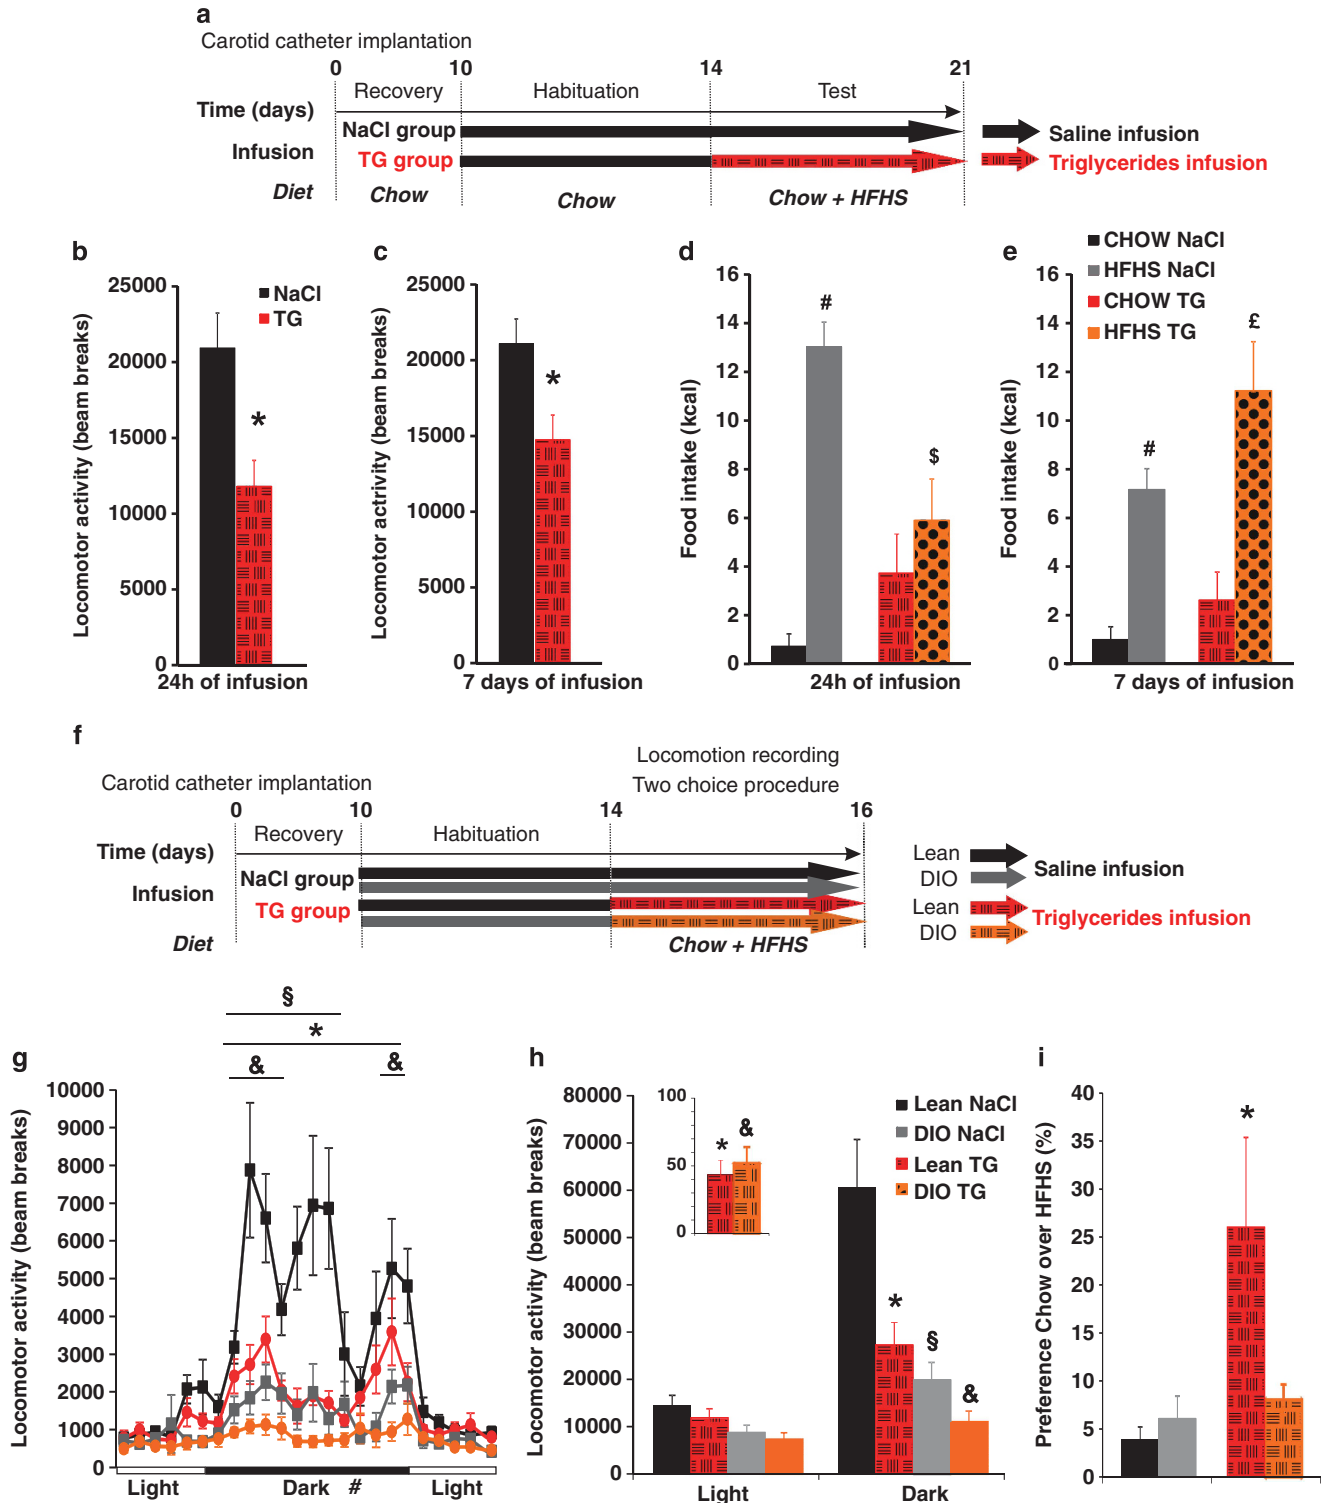 a
Carotid catheter implantation
0 10 14 21
Recovery Habituation Test
Time (days)
NaCl group
Infusion
TG group
Diet Chow Chow Chow + HFHS
Saline infusion
Triglycerides infusion
b
Locomotor activity (beam breaks)
25000
20000
15000
10000
5000
0
NaCl
TG
*
24h of infusion
c
Locomotor actrivity (beam breaks)
25000
20000
15000
10000
5000
0
*
7 days of infusion
d
Food intake (kcal)
16
14
12
10
8
6
4
2
0
#
$
24h of infusion
e
Food intake (kcal)
16
14
12
10
8
6
4
2
0
CHOW NaCl
HFHS NaCl
CHOW TG
HFHS TG
#
£
7 days of infusion
f
Locomotion recording
Carotid catheter implantation Two choice procedure
0 10 14 16
Recovery Habituation
Time (days)
NaCl group
Infusion
TG group
Diet Chow + HFHS
Lean
DIO
Saline infusion
Lean
DIO
Triglycerides infusion
g
Locomotor activity (beam breaks)
§
*
& &
10000
9000
8000
7000
6000
5000
4000
3000
2000
1000
0
Light Dark # Light
h
Locomotor activity (beam breaks)
80000
70000
60000
50000
40000
30000
20000
10000
0
100
50
0
* &
Lean NaCl
DIO NaCl
Lean TG
DIO TG
*
§
&
Light Dark
i
Preference Chow over HFHS (%)
40
35
30
25
20
15
10
5
0
*